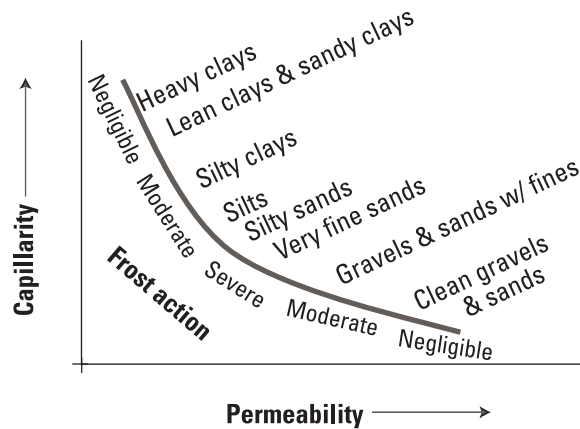 Heavy clays
Lean clays & sandy clays
Silty clays
Silts
Silty sands
Very fine sands
Gravels & sands w/ fines
Clean gravels
& sands
Negligible
Moderate
Severe
Moderate
Negligible
Frost action
Capillarity
Permeability